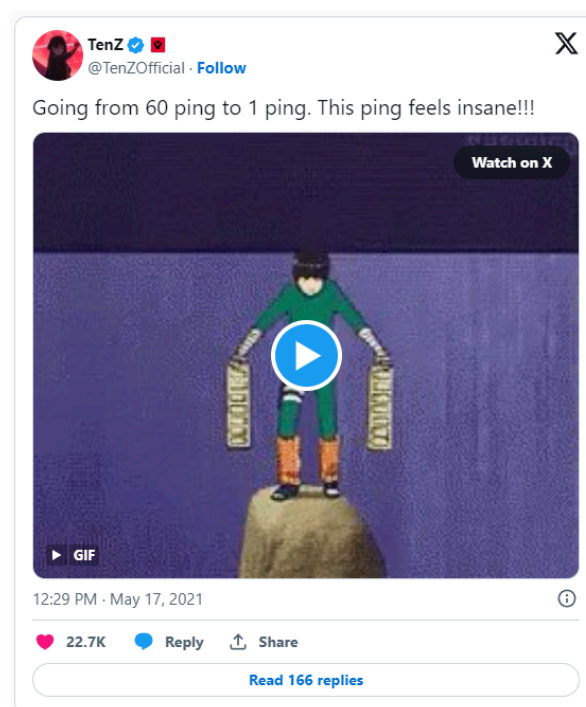 TenZ
@TenZOfficial · Follow
Going from 60 ping to 1 ping. This ping feels insane!!!
Watch on X
GIF
12:29 PM · May 17, 2021
22.7K Reply Share
Read 166 replies